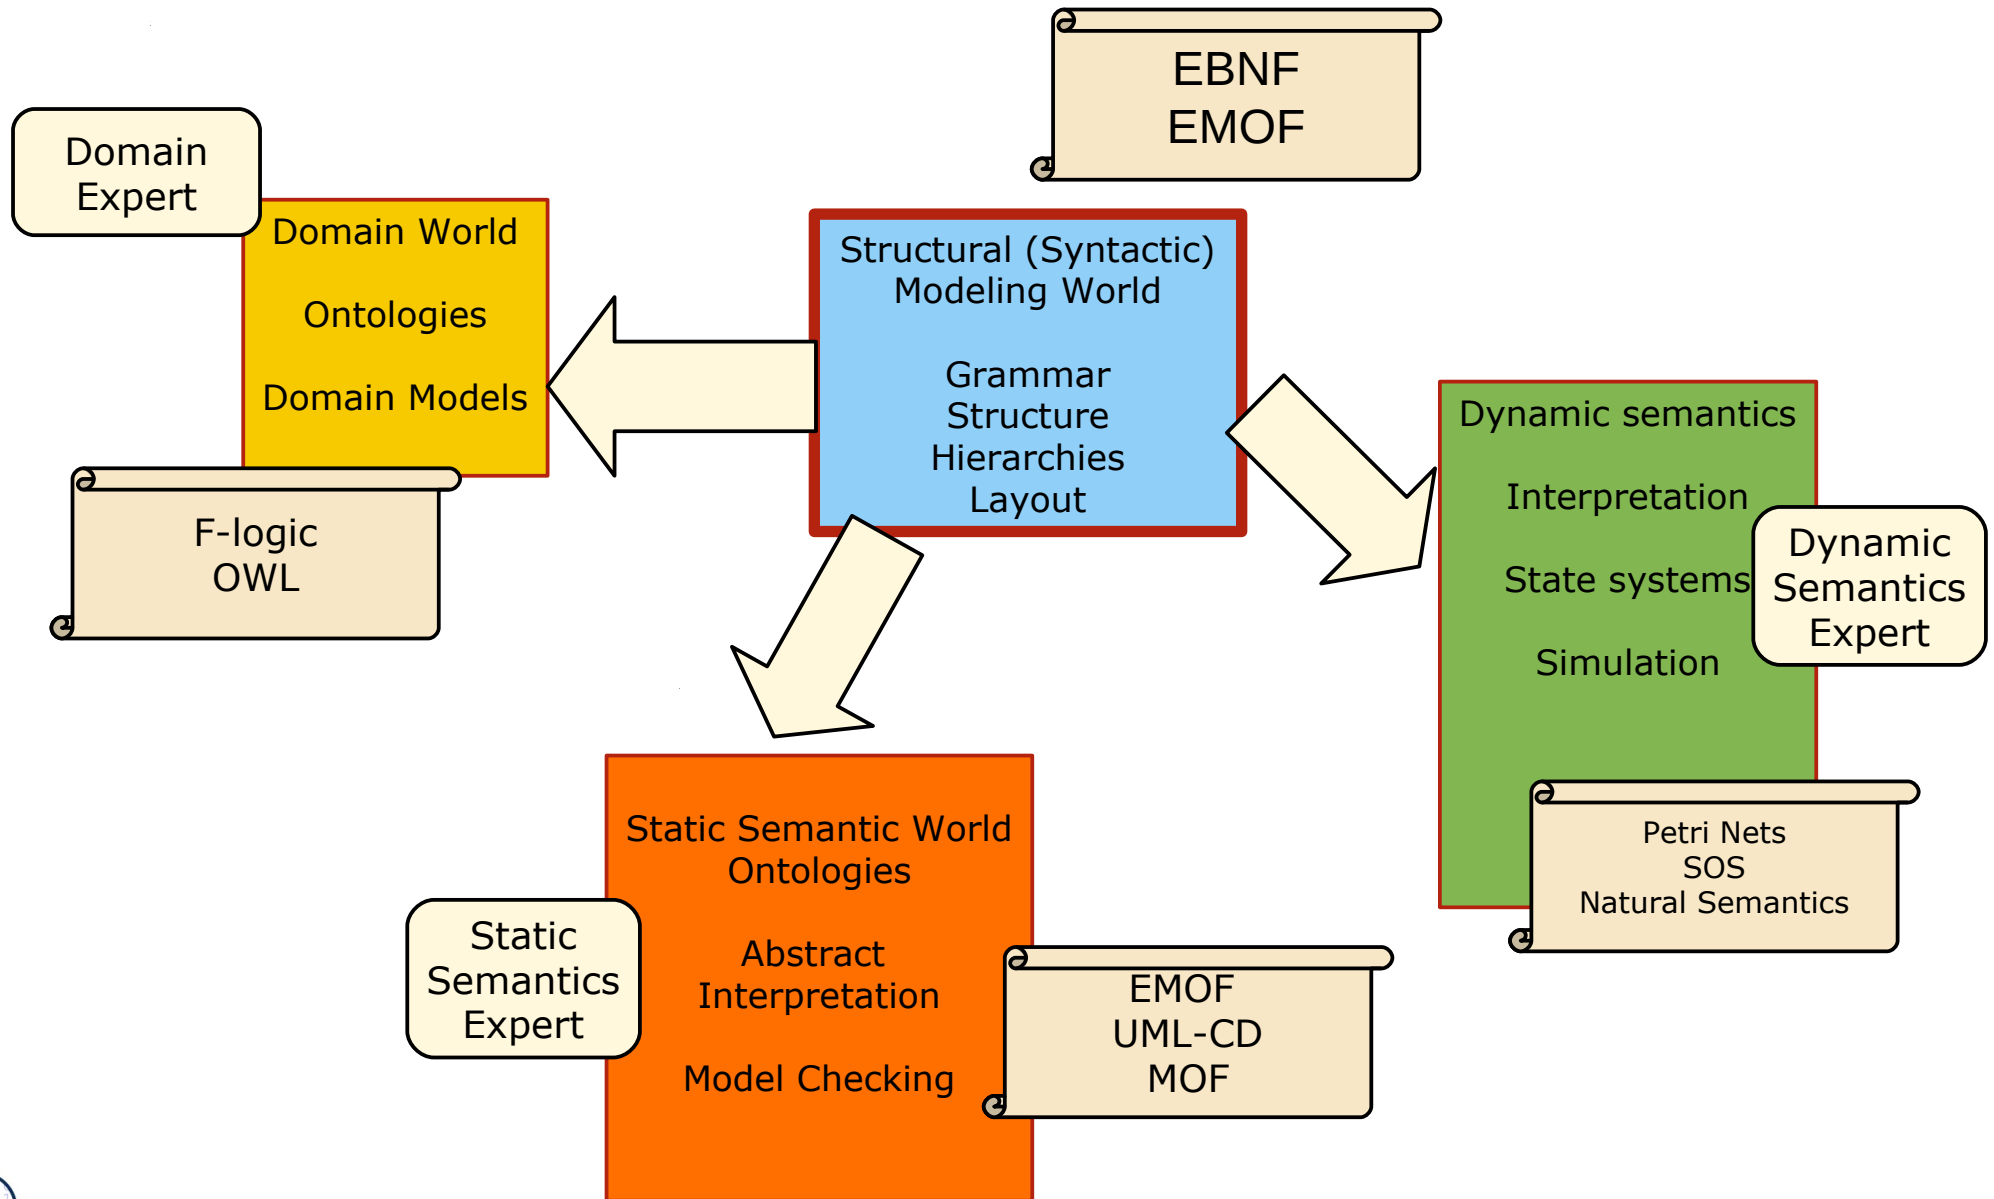 EBNF
EMOF
Domain
Expert
Domain World
Ontologies
Domain Models
F-logic
OWL
Structural (Syntactic)
Modeling World
Grammar
Structure
Hierarchies
Layout
Dynamic semantics
Interpretation
State systems
Simulation
Dynamic
Semantics
Expert
Petri Nets
SOS
Natural Semantics
Static Semantic World
Ontologies
Abstract
Interpretation
Model Checking
Static
Semantics
Expert
EMOF
UML-CD
MOF